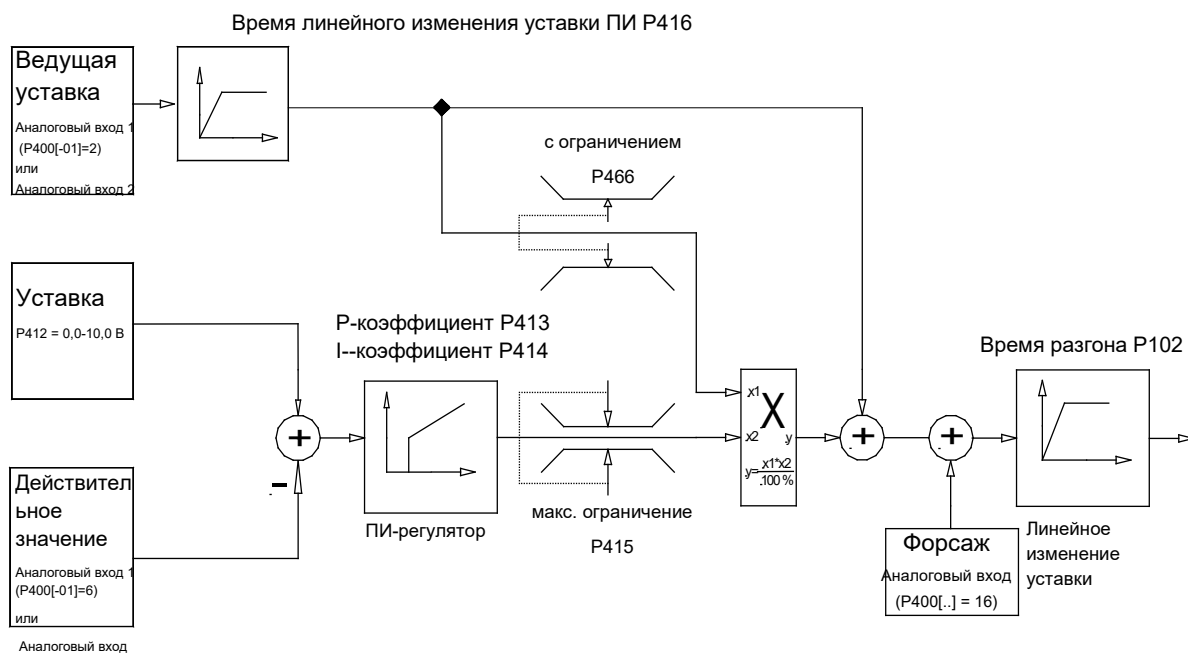 Время линейного изменения уставки ПИ P416
Ведущая
уставка
Аналоговый вход 1
(P400[-01]=2)
или
Аналоговый вход 2
с ограничением
P466
Уставка
P412 = 0,0-10,0 В
P-коэффициент P413
I--коэффициент P414
Время разгона P102
x1
X
x2
y
y=x1*x2
.100 %
+
+
+
–
Действител
ьное
значение
Аналоговый вход 1
(P400[-01]=6)
или
Аналоговый вход
ПИ-регулятор
макс. ограничение
P415
Форсаж
Аналоговый вход
(P400[..] = 16)
Линейное
изменение
уставки